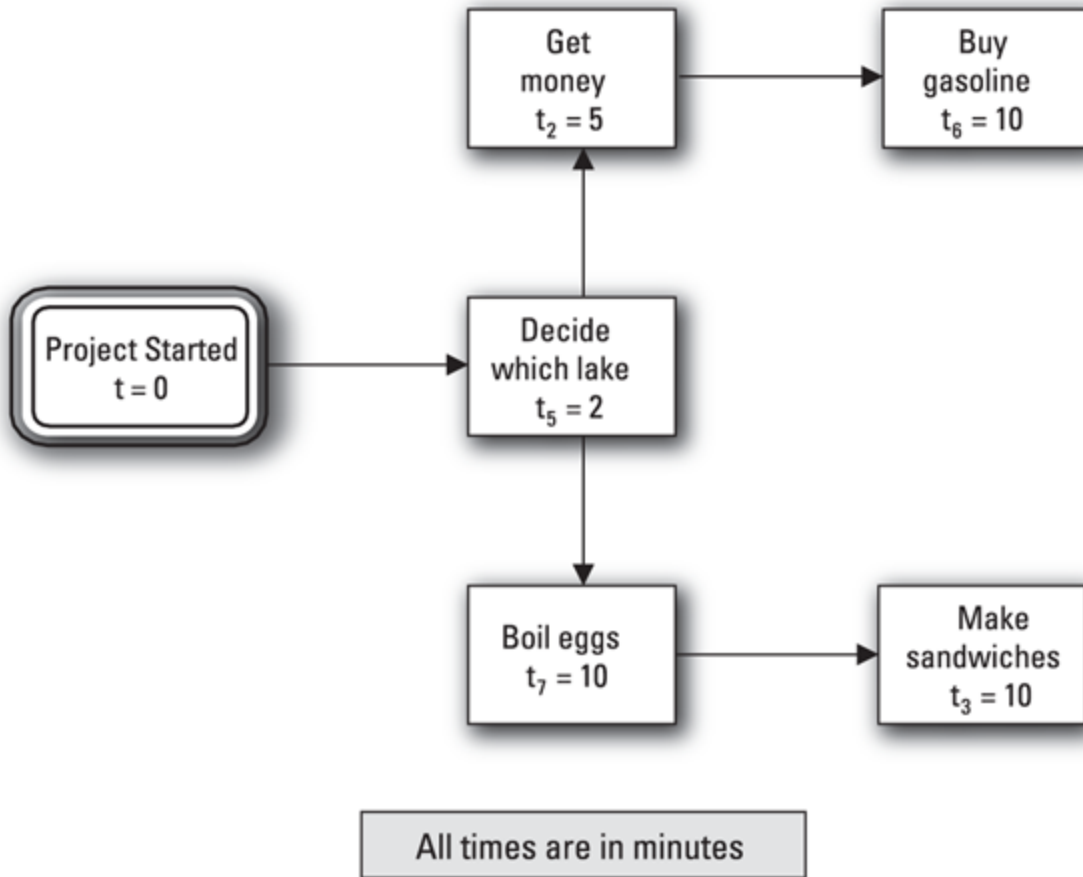 Get
money
t₂ = 5
Buy
gasoline
t₆ = 10
Project Started
t = 0
Decide
which lake
t₅ = 2
Boil eggs
t₇ = 10
Make
sandwiches
t₃ = 10
All times are in minutes